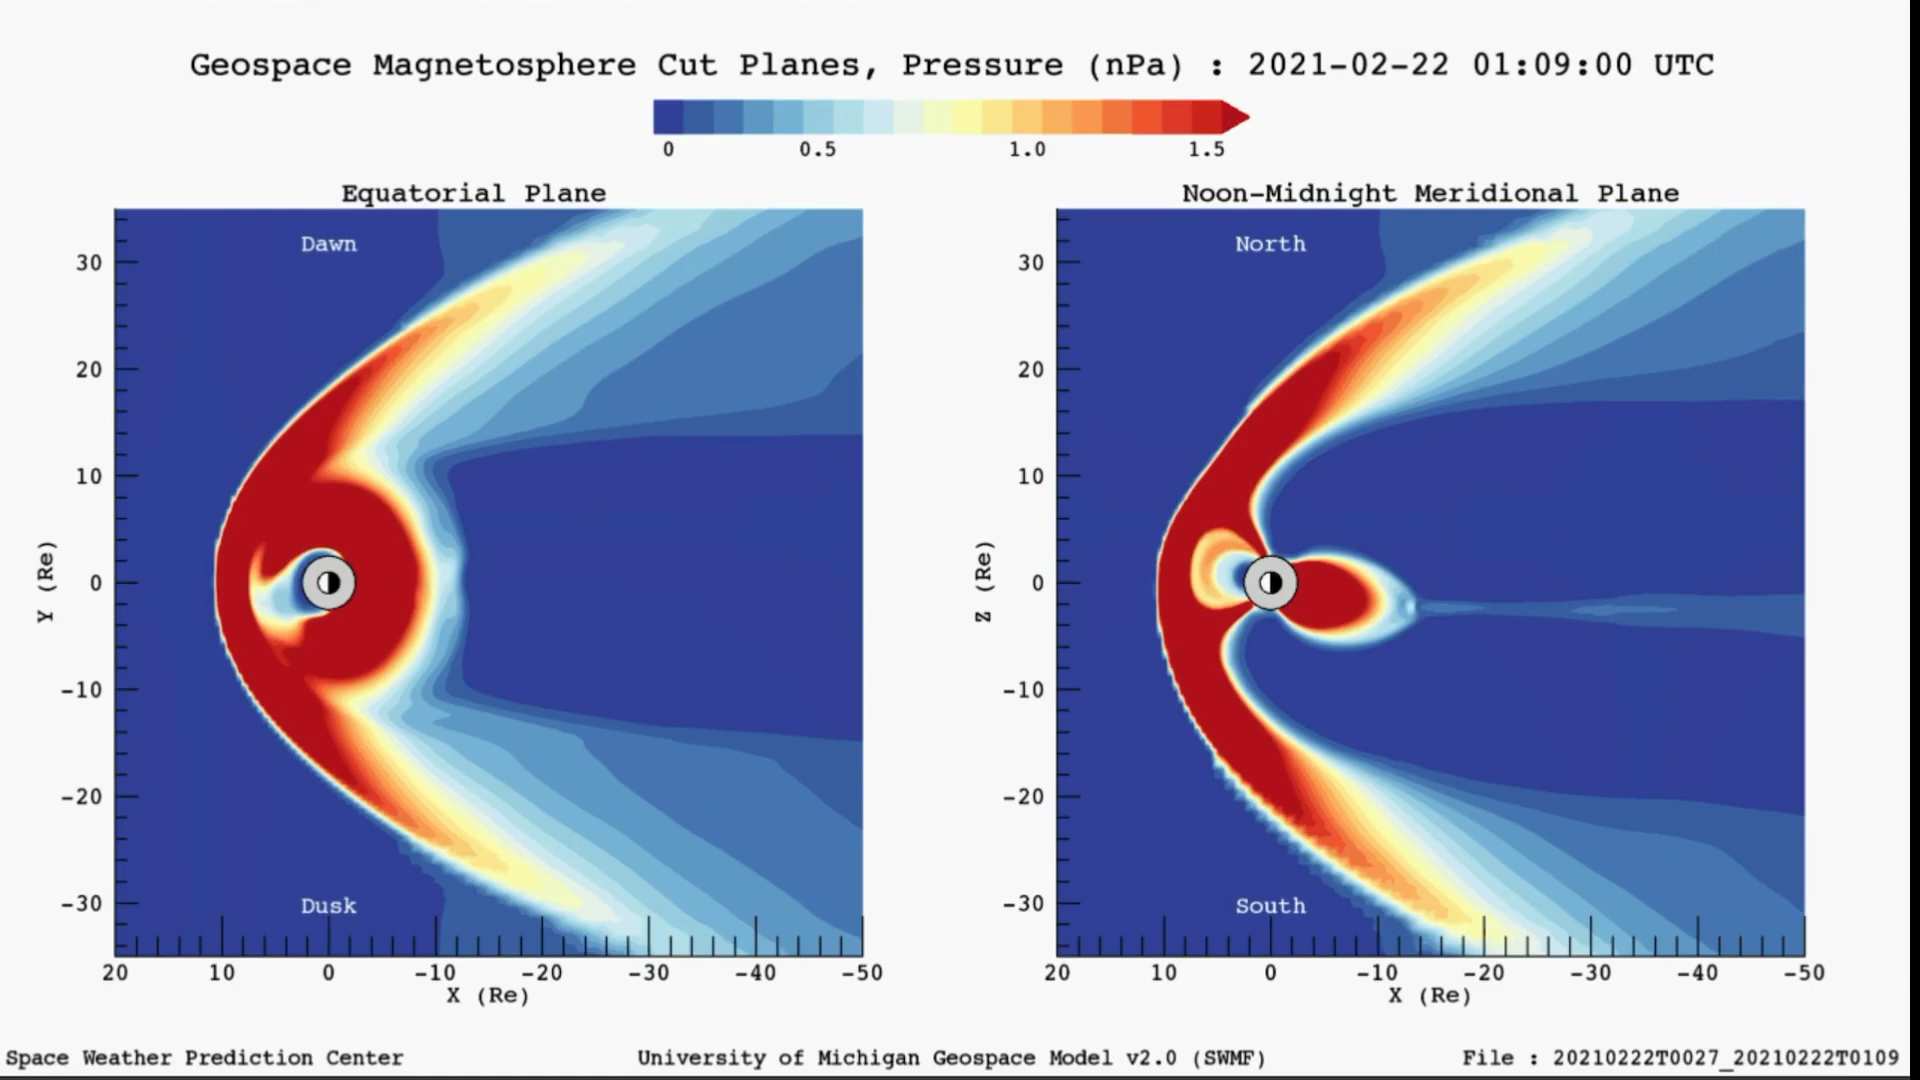 Geospace Magnetosphere Cut Planes, Pressure (nPa) : 2021-02-22 01:09:00 UTC
0 0.5 1.0 1.5
Equatorial Plane
Dawn
30
20
10
0
-10
-20
-30
Y (Re)
Dusk
20 10 0 -10 -20 -30 -40 -50
X (Re)
Noon-Midnight Meridional Plane
North
30
20
10
0
-10
-20
-30
Z (Re)
South
20 10 0 -10 -20 -30 -40 -50
X (Re)
Space Weather Prediction Center
University of Michigan Geospace Model v2.0 (SWMF)
File : 20210222T0027_20210222T0109